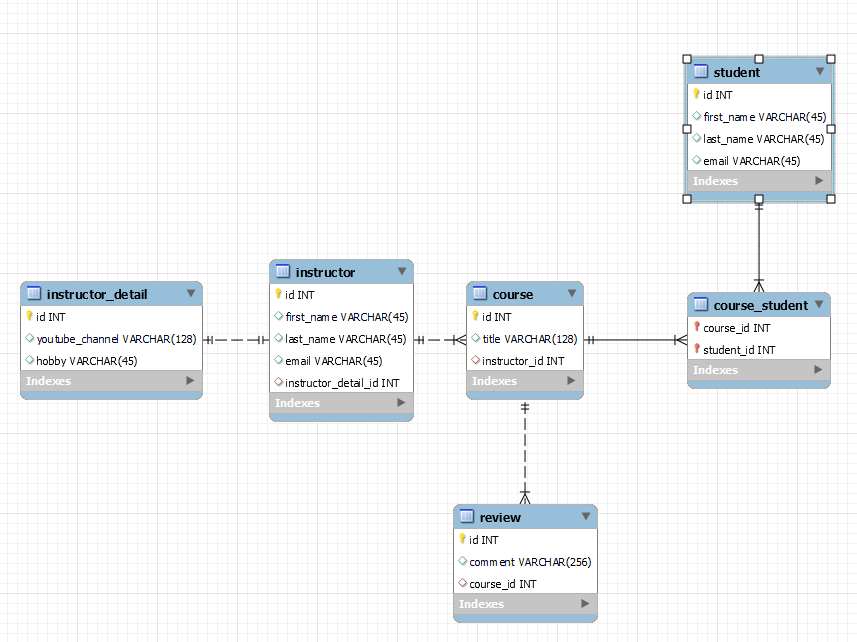 student
id INT
first_name VARCHAR(45)
last_name VARCHAR(45)
email VARCHAR(45)
Indexes
instructor_detail
id INT
youtube_channel VARCHAR(128)
hobby VARCHAR(45)
Indexes
instructor
id INT
first_name VARCHAR(45)
last_name VARCHAR(45)
email VARCHAR(45)
instructor_detail_id INT
Indexes
course
id INT
title VARCHAR(128)
instructor_id INT
Indexes
course_student
course_id INT
student_id INT
Indexes
review
id INT
comment VARCHAR(256)
course_id INT
Indexes